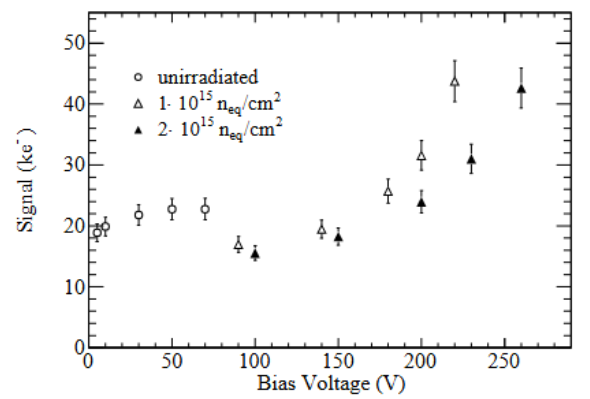 50
40
30
20
10
0
Signal (ke⁻)
○ unirradiated
△ 1· 10¹⁵ n_eq/cm²
▲ 2· 10¹⁵ n_eq/cm²
0 50 100 150 200 250
Bias Voltage (V)